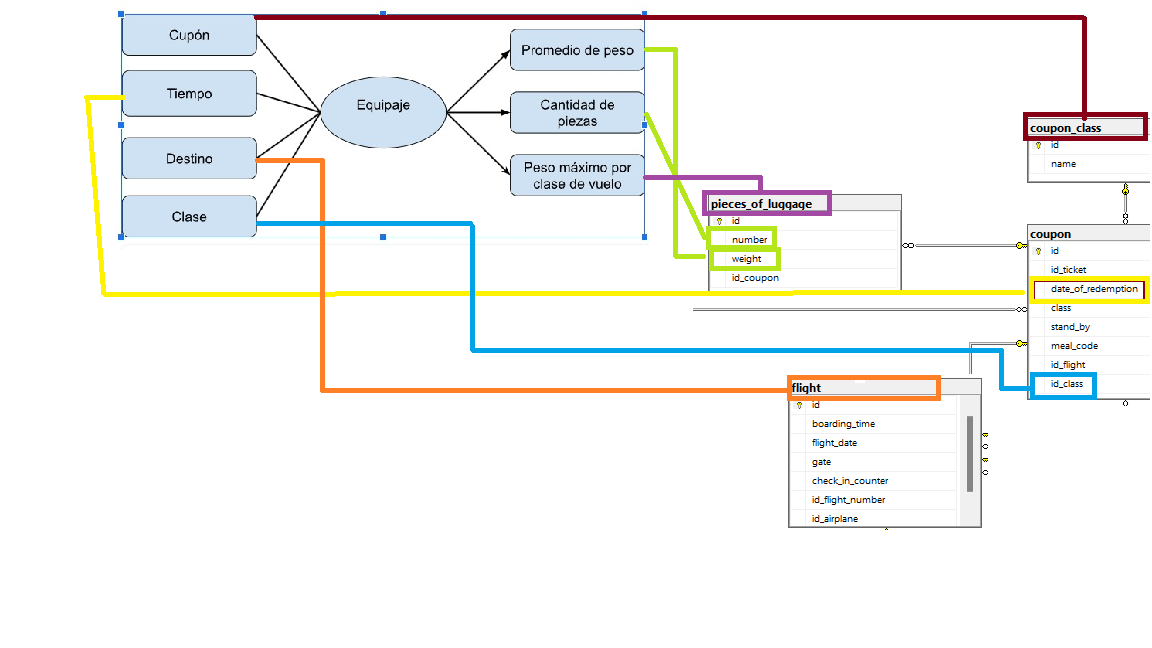 Cupón
Tiempo
Destino
Clase
Equipaje
Promedio de peso
Cantidad de
piezas
Peso máximo por
clase de vuelo
coupon_class
id
name
pieces_of_luggage
id
number
weight
id_coupon
coupon
id
id_ticket
date_of_redemption
class
stand_by
meal_code
id_flight
id_class
flight
id
boarding_time
flight_date
gate
check_in_counter
id_flight_number
id_airplane